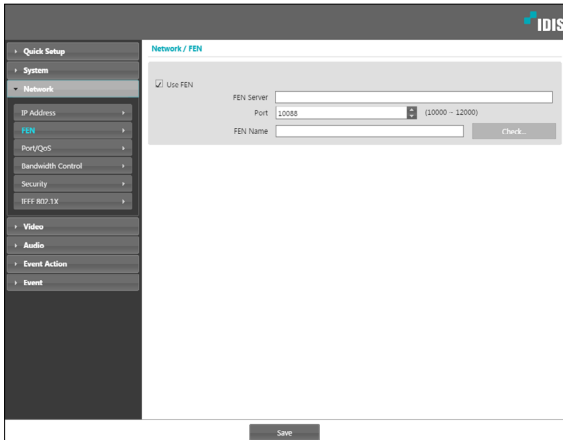 IDIS
Quick Setup
System
Network
IP Address
FEN
Port/QoS
Bandwidth Control
Security
IEEE 802.1X
Video
Audio
Event Action
Event
Network / FEN
Use FEN
FEN Server
Port 10088 (10000 ~ 12000)
FEN Name Check...
Save